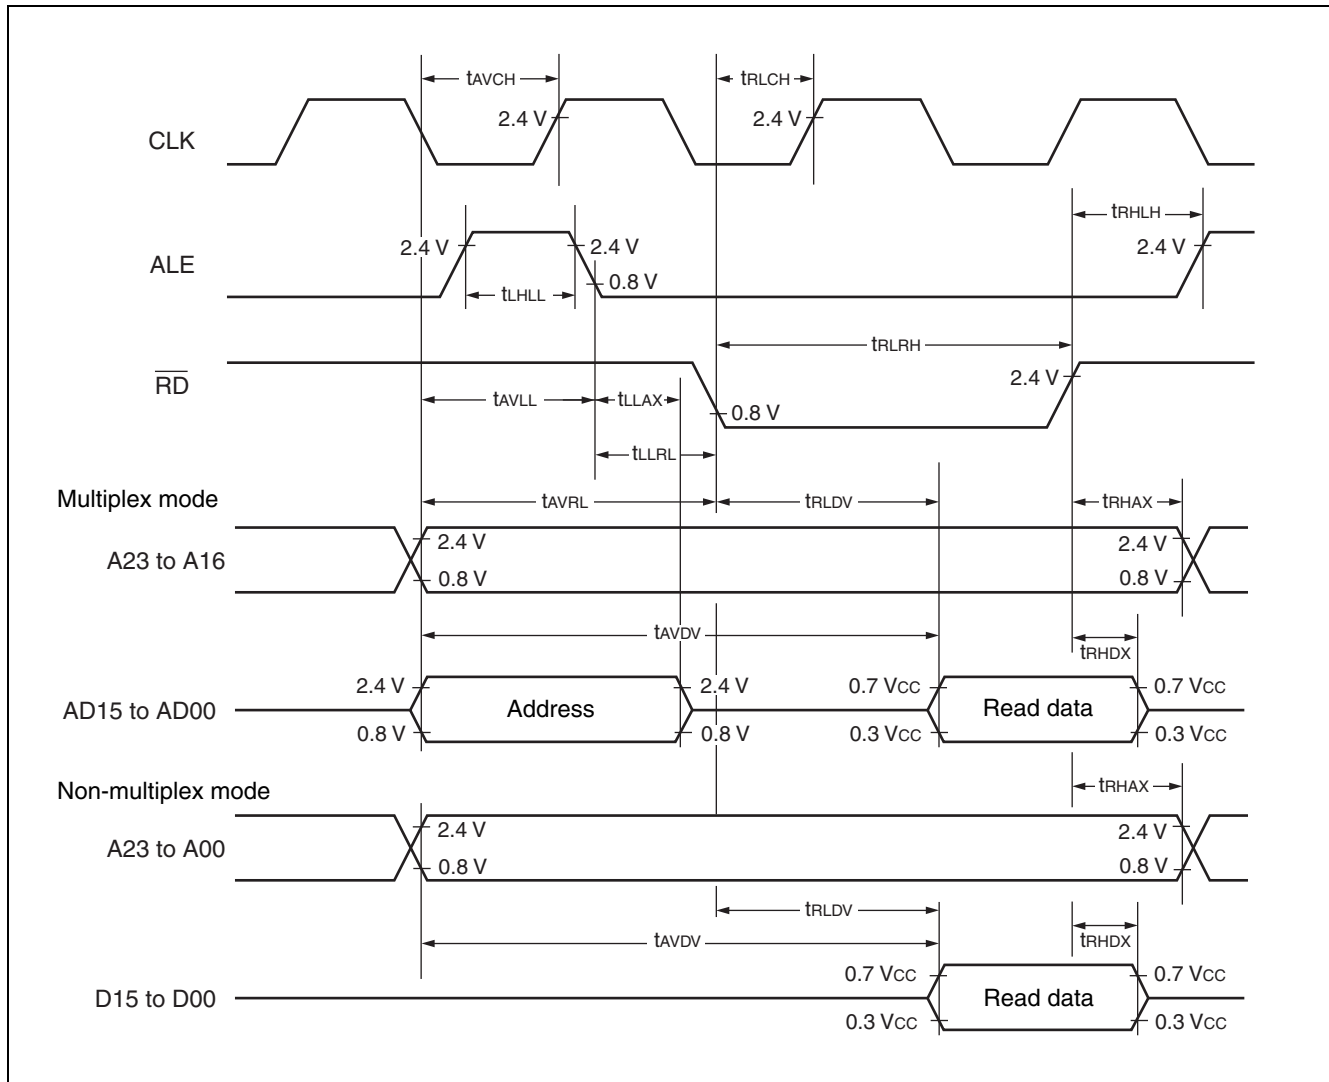 tAVCH
tRLCH
CLK
2.4 V
2.4 V
tRHLH
ALE
2.4 V
2.4 V
0.8 V
2.4 V
tLHLL
tRLRH
RD
2.4 V
tAVLL
tLLAX
0.8 V
tLLRL
Multiplex mode
tAVRL
tRLDV
tRHAX
A23 to A16
2.4 V
0.8 V
2.4 V
0.8 V
tAVDV
tRHDX
AD15 to AD00
2.4 V
0.8 V
Address
2.4 V
0.8 V
0.7 VCC
0.3 VCC
Read data
0.7 VCC
0.3 VCC
Non-multiplex mode
tRHAX
A23 to A00
2.4 V
0.8 V
2.4 V
0.8 V
tRLDV
tAVDV
tRHDX
D15 to D00
0.7 VCC
0.3 VCC
Read data
0.7 VCC
0.3 VCC